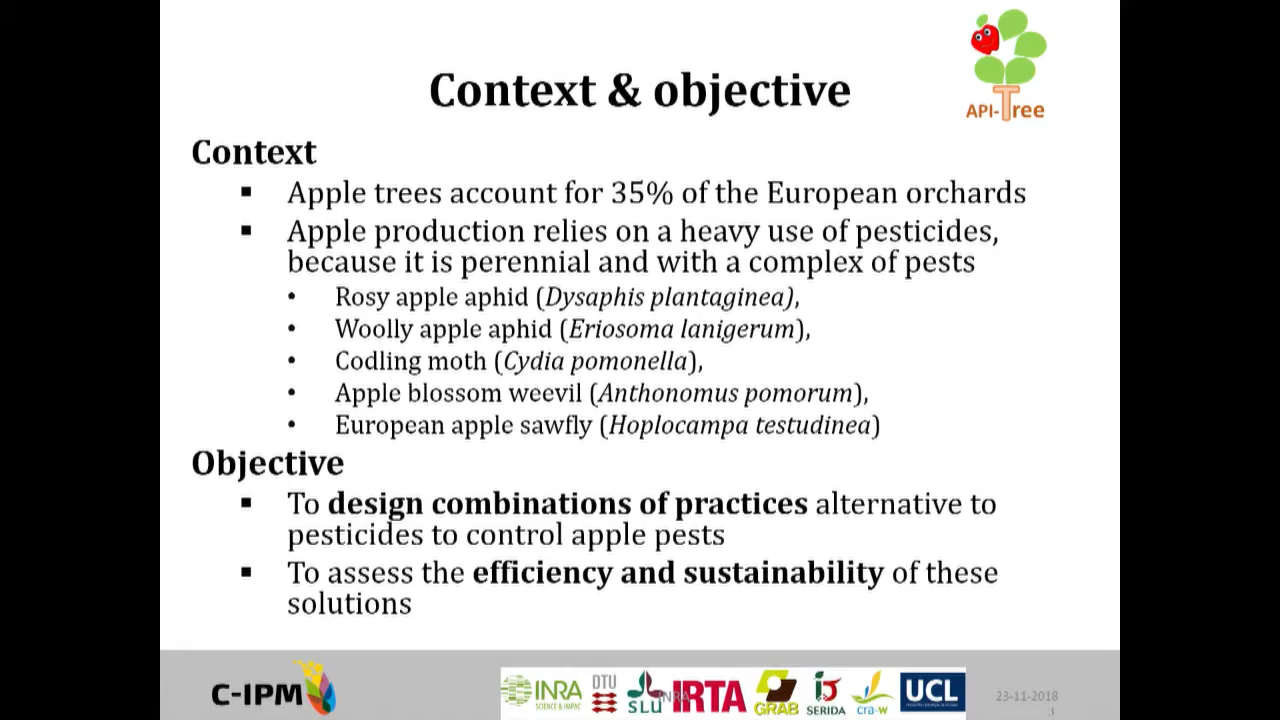 Context & objective
API-Tree
Context
▪ Apple trees account for 35% of the European orchards
▪ Apple production relies on a heavy use of pesticides,
because it is perennial and with a complex of pests
• Rosy apple aphid (Dysaphis plantaginea),
• Woolly apple aphid (Eriosoma lanigerum),
• Codling moth (Cydia pomonella),
• Apple blossom weevil (Anthonomus pomorum),
• European apple sawfly (Hoplocampa testudinea)
Objective
▪ To design combinations of practices alternative to
pesticides to control apple pests
▪ To assess the efficiency and sustainability of these
solutions
C-IPM
INRA
SCIENCE & IMPACT
DTU
SLU
INRA
IRTA
GRAB
SERIDA
cra-w
UCL
23-11-2018
3